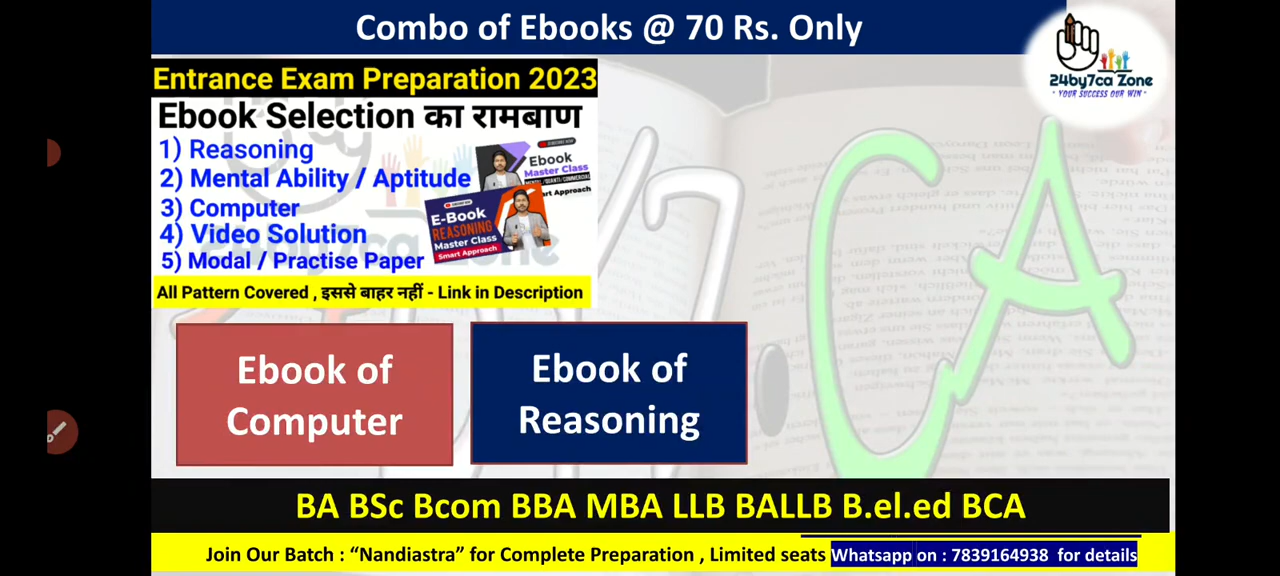 Combo of Ebooks @ 70 Rs. Only
24by7ca Zone
" YOUR SUCCESS OUR WIN "
Entrance Exam Preparation 2023
Ebook Selection का रामबाण
1) Reasoning
2) Mental Ability / Aptitude
3) Computer
4) Video Solution
5) Modal / Practise Paper
Ebook
Master Class
Smart Approach
E-Book
REASONING
Master Class
Smart Approach
All Pattern Covered , इससे बाहर नहीं - Link in Description
Ebook of
Computer
Ebook of
Reasoning
BA BSc Bcom BBA MBA LLB BALLB B.el.ed BCA
Join Our Batch : “Nandiastra” for Complete Preparation , Limited seats Whatsapp on : 7839164938 for details